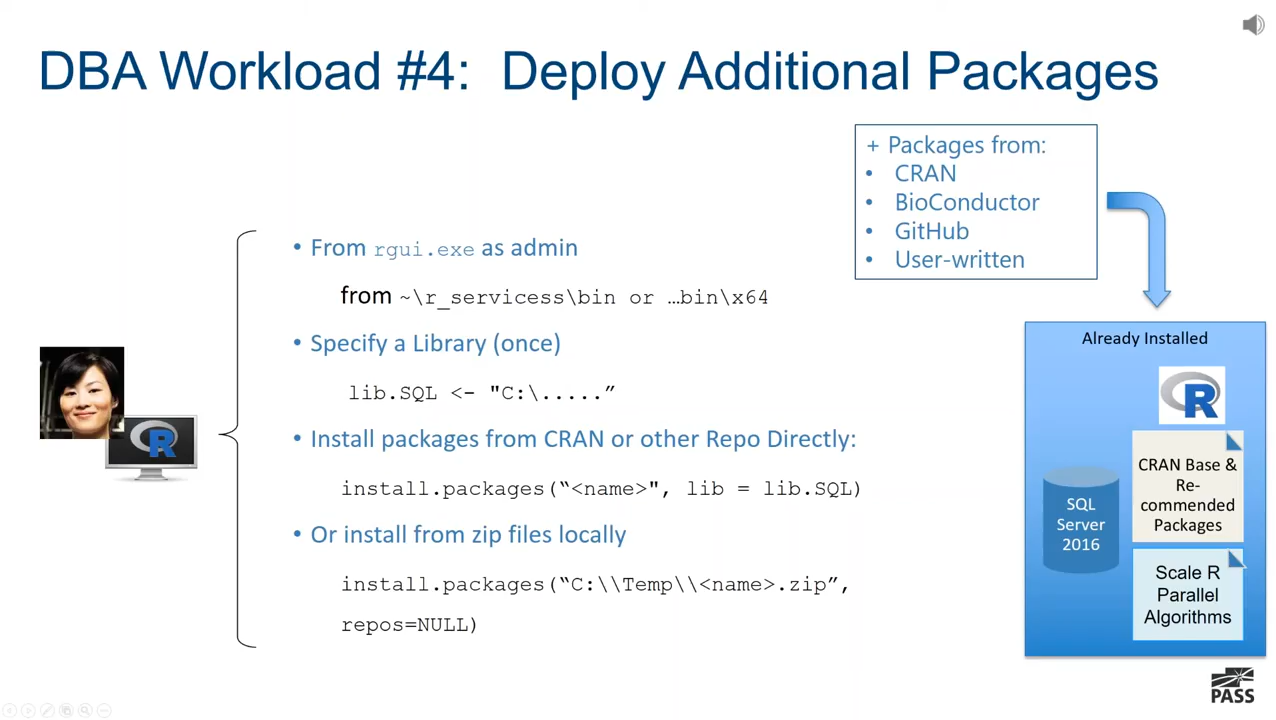 DBA Workload #4: Deploy Additional Packages
+ Packages from:
• CRAN
• BioConductor
• GitHub
• User-written
• From rgui.exe as admin
from ~\r_servicess\bin or …bin\x64
• Specify a Library (once)
lib.SQL <- "C:\.....”
• Install packages from CRAN or other Repo Directly:
install.packages(“<name>", lib = lib.SQL)
• Or install from zip files locally
install.packages(“C:\\Temp\\<name>.zip”,
repos=NULL)
R
Already Installed
R
SQL
Server
2016
CRAN Base &
Re-
commended
Packages
Scale R
Parallel
Algorithms
PASS